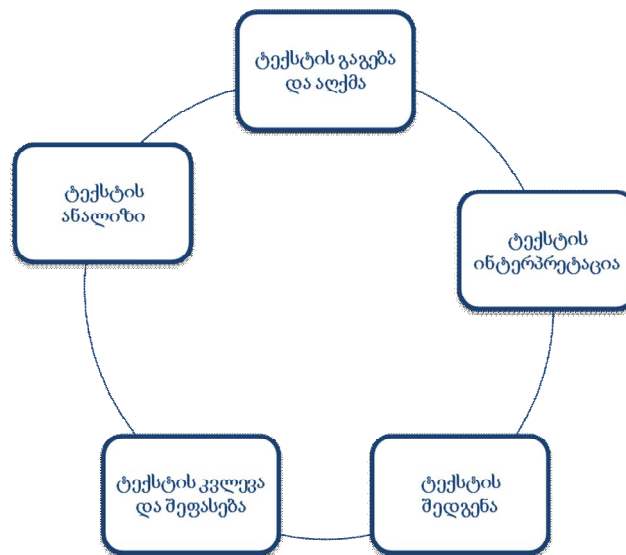 ტექსტის გაგება
და აღქმა
ტექსტის
ინტერპრეტაცია
ტექსტის
შედგენა
ტექსტის კვლევა
და შეფასება
ტექსტის
ანალიზი